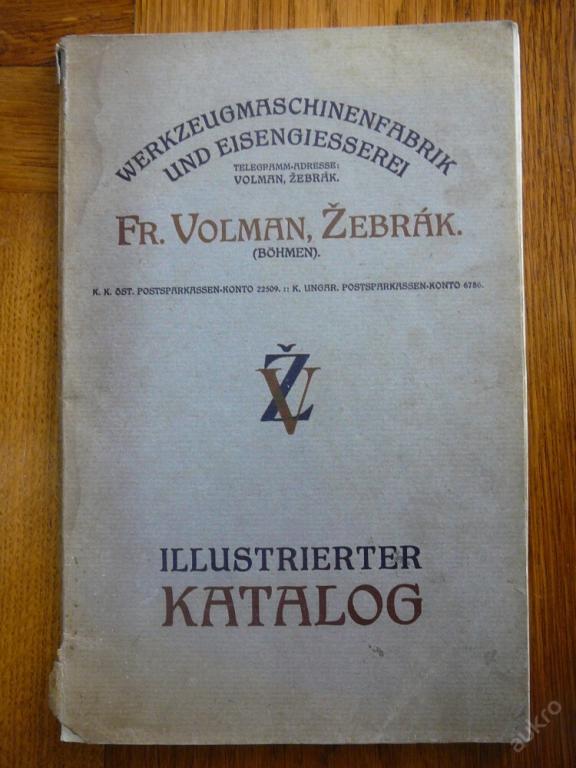 WERKZEUGMASCHINENFABRIK
UND EISENGIESSEREI
TELEGRAMM-ADRESSE:
VOLMAN, ŽEBRÁK.
FR. VOLMAN, ŽEBRÁK.
(BÖHMEN).
K. K. ÖST. POSTSPARKASSEN-KONTO 22509. :: K. UNGAR. POSTSPARKASSEN-KONTO 6786.
ŽV
ILLUSTRIERTER
KATALOG
aukro